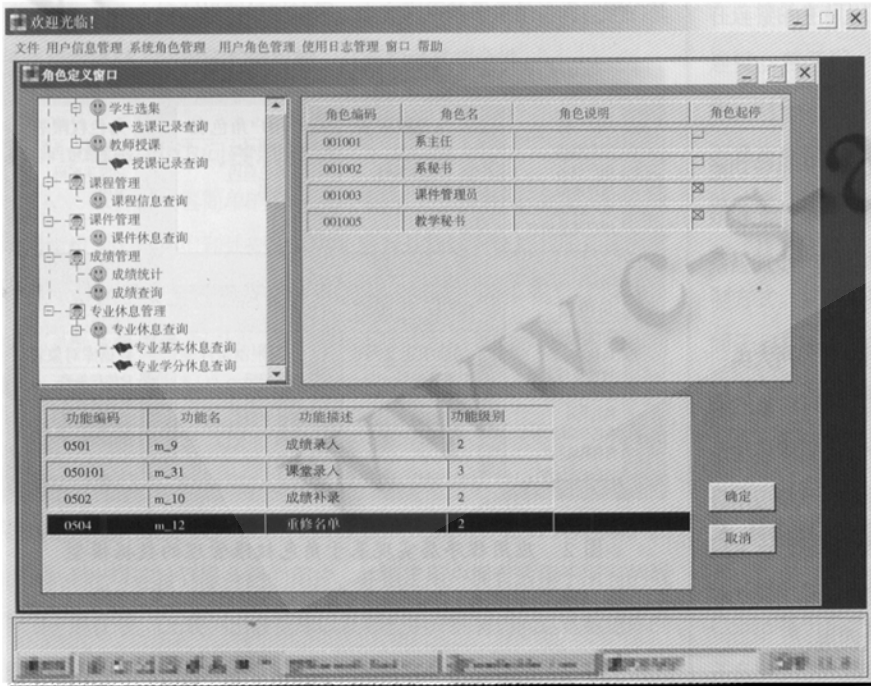 欢迎光临!
文件 用户信息管理 系统角色管理 用户角色管理 使用日志管理 窗口 帮助
角色定义窗口
学生选集
选课记录查询
教师授课
授课记录查询
课程管理
课程信息查询
课件管理
课件休息查询
成绩管理
成绩统计
成绩查询
专业休息管理
专业休息查询
专业基本休息查询
专业学分休息查询
角色编码 角色名 角色说明 角色起停
001001 系主任
001002 系秘书
001003 课件管理员
001005 教学秘书
功能编码 功能名 功能描述 功能级别
0501 m_9 成绩录人 2
050101 m_31 课堂录人 3
0502 m_10 成绩补录 2
0504 m_12 重修名单 2
确定
取消
www.c-s-a